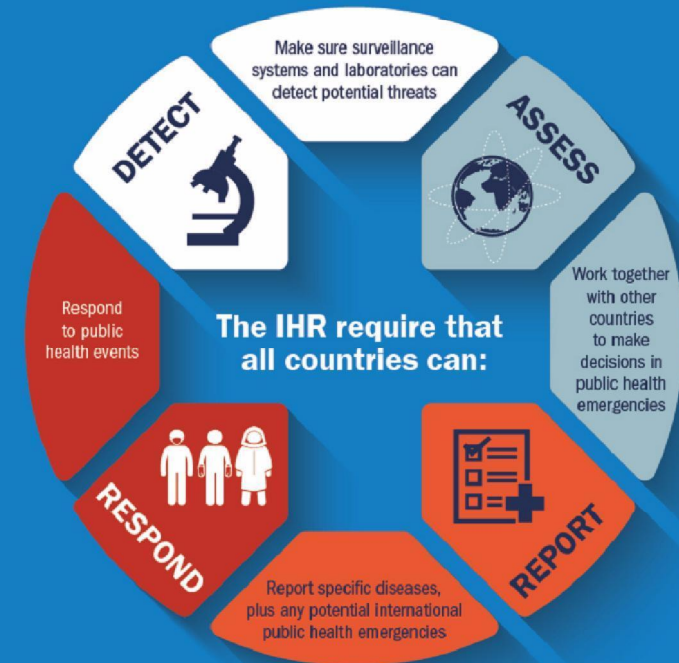 The IHR require that
all countries can:
DETECT
Make sure surveillance
systems and laboratories can
detect potential threats
ASSESS
Work together
with other
countries
to make
decisions in
public health
emergencies
REPORT
Report specific diseases,
plus any potential international
public health emergencies
RESPOND
Respond
to public
health events